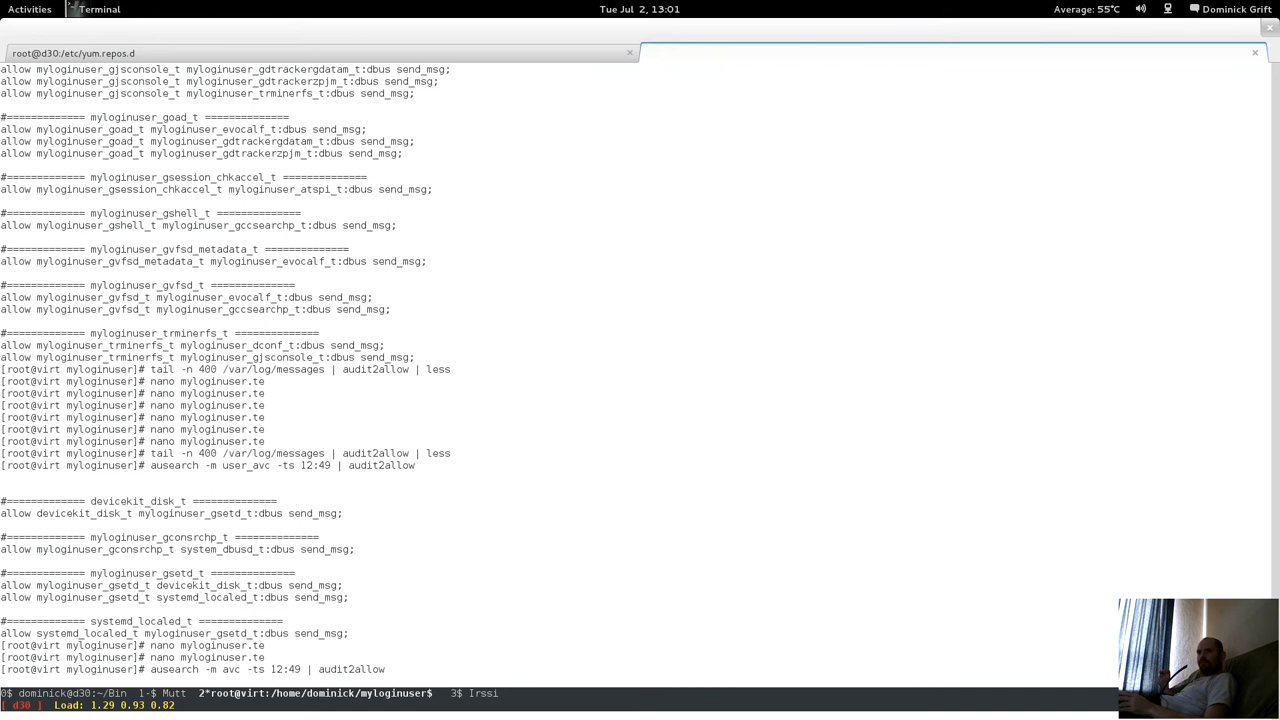 Activities Terminal Tue Jul 2, 13:01 Average: 55°C Dominick Grift
root@d30:/etc/yum.repos.d
allow myloginuser_gjsconsole_t myloginuser_gdtrackergdatam_t:dbus send_msg;
allow myloginuser_gjsconsole_t myloginuser_gdtrackerzpjm_t:dbus send_msg;
allow myloginuser_gjsconsole_t myloginuser_trminerfs_t:dbus send_msg;
#============= myloginuser_goad_t ==============
allow myloginuser_goad_t myloginuser_evocalf_t:dbus send_msg;
allow myloginuser_goad_t myloginuser_gdtrackergdatam_t:dbus send_msg;
allow myloginuser_goad_t myloginuser_gdtrackerzpjm_t:dbus send_msg;
#============= myloginuser_gsession_chkaccel_t ==============
allow myloginuser_gsession_chkaccel_t myloginuser_atspi_t:dbus send_msg;
#============= myloginuser_gshell_t ==============
allow myloginuser_gshell_t myloginuser_gccsearchp_t:dbus send_msg;
#============= myloginuser_gvfsd_metadata_t ==============
allow myloginuser_gvfsd_metadata_t myloginuser_evocalf_t:dbus send_msg;
#============= myloginuser_gvfsd_t ==============
allow myloginuser_gvfsd_t myloginuser_evocalf_t:dbus send_msg;
allow myloginuser_gvfsd_t myloginuser_gccsearchp_t:dbus send_msg;
#============= myloginuser_trminerfs_t ==============
allow myloginuser_trminerfs_t myloginuser_dconf_t:dbus send_msg;
allow myloginuser_trminerfs_t myloginuser_gjsconsole_t:dbus send_msg;
[root@virt myloginuser]# tail -n 400 /var/log/messages | audit2allow | less
[root@virt myloginuser]# nano myloginuser.te
[root@virt myloginuser]# nano myloginuser.te
[root@virt myloginuser]# nano myloginuser.te
[root@virt myloginuser]# nano myloginuser.te
[root@virt myloginuser]# nano myloginuser.te
[root@virt myloginuser]# nano myloginuser.te
[root@virt myloginuser]# tail -n 400 /var/log/messages | audit2allow | less
[root@virt myloginuser]# ausearch -m user_avc -ts 12:49 | audit2allow
#============= devicekit_disk_t ==============
allow devicekit_disk_t myloginuser_gsetd_t:dbus send_msg;
#============= myloginuser_gconsrchp_t ==============
allow myloginuser_gconsrchp_t system_dbusd_t:dbus send_msg;
#============= myloginuser_gsetd_t ==============
allow myloginuser_gsetd_t devicekit_disk_t:dbus send_msg;
allow myloginuser_gsetd_t systemd_localed_t:dbus send_msg;
#============= systemd_localed_t ==============
allow systemd_localed_t myloginuser_gsetd_t:dbus send_msg;
[root@virt myloginuser]# nano myloginuser.te
[root@virt myloginuser]# nano myloginuser.te
[root@virt myloginuser]# ausearch -m avc -ts 12:49 | audit2allow
0$ dominick@d30:~/Bin 1-$ Mutt 2*root@virt:/home/dominick/myloginuser$ 3$ Irssi
[ d30 ] Load: 1.29 0.93 0.82